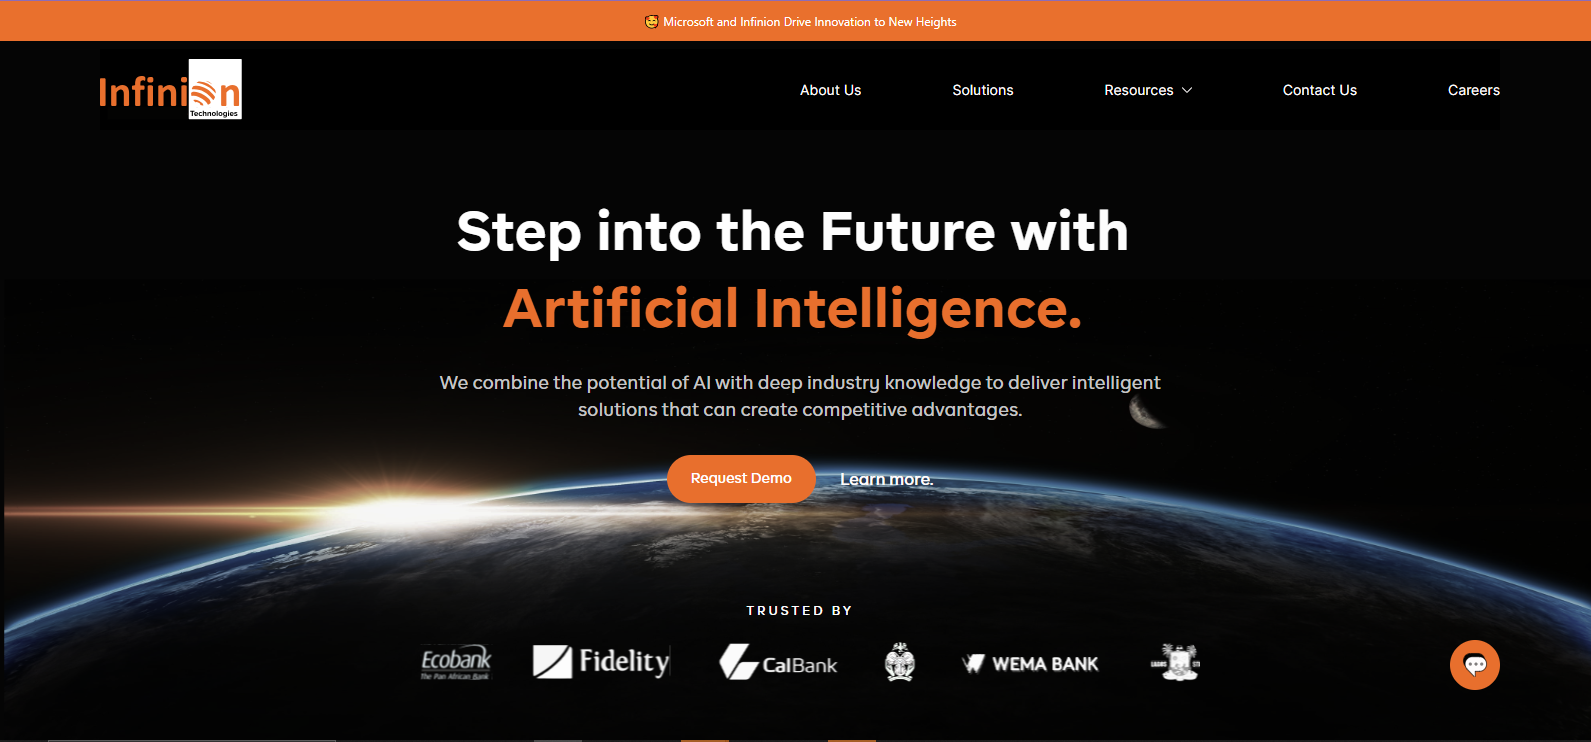 Microsoft and Infinion Drive Innovation to New Heights
Infinion
Technologies
About Us
Solutions
Resources
Contact Us
Careers
Step into the Future with
Artificial Intelligence.
We combine the potential of AI with deep industry knowledge to deliver intelligent
solutions that can create competitive advantages.
Request Demo
Learn more.
TRUSTED BY
Ecobank
The Pan African Bank
Fidelity
CalBank
WEMA BANK